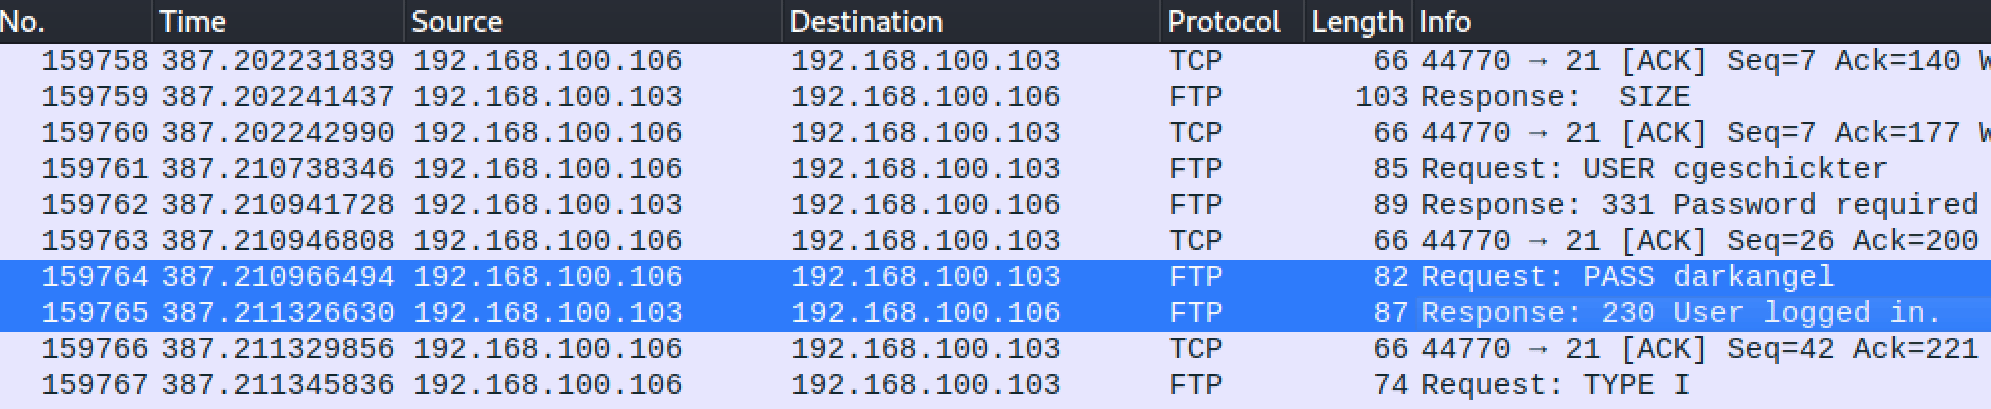 No. Time Source Destination Protocol Length Info
159758 387.202231839 192.168.100.106 192.168.100.103 TCP 66 44770 → 21 [ACK] Seq=7 Ack=140 W
159759 387.202241437 192.168.100.103 192.168.100.106 FTP 103 Response:  SIZE
159760 387.202242990 192.168.100.106 192.168.100.103 TCP 66 44770 → 21 [ACK] Seq=7 Ack=177 W
159761 387.210738346 192.168.100.106 192.168.100.103 FTP 85 Request: USER cgeschickter
159762 387.210941728 192.168.100.103 192.168.100.106 FTP 89 Response: 331 Password required
159763 387.210946808 192.168.100.106 192.168.100.103 TCP 66 44770 → 21 [ACK] Seq=26 Ack=200
159764 387.210966494 192.168.100.106 192.168.100.103 FTP 82 Request: PASS darkangel
159765 387.211326630 192.168.100.103 192.168.100.106 FTP 87 Response: 230 User logged in.
159766 387.211329856 192.168.100.106 192.168.100.103 TCP 66 44770 → 21 [ACK] Seq=42 Ack=221
159767 387.211345836 192.168.100.106 192.168.100.103 FTP 74 Request: TYPE I